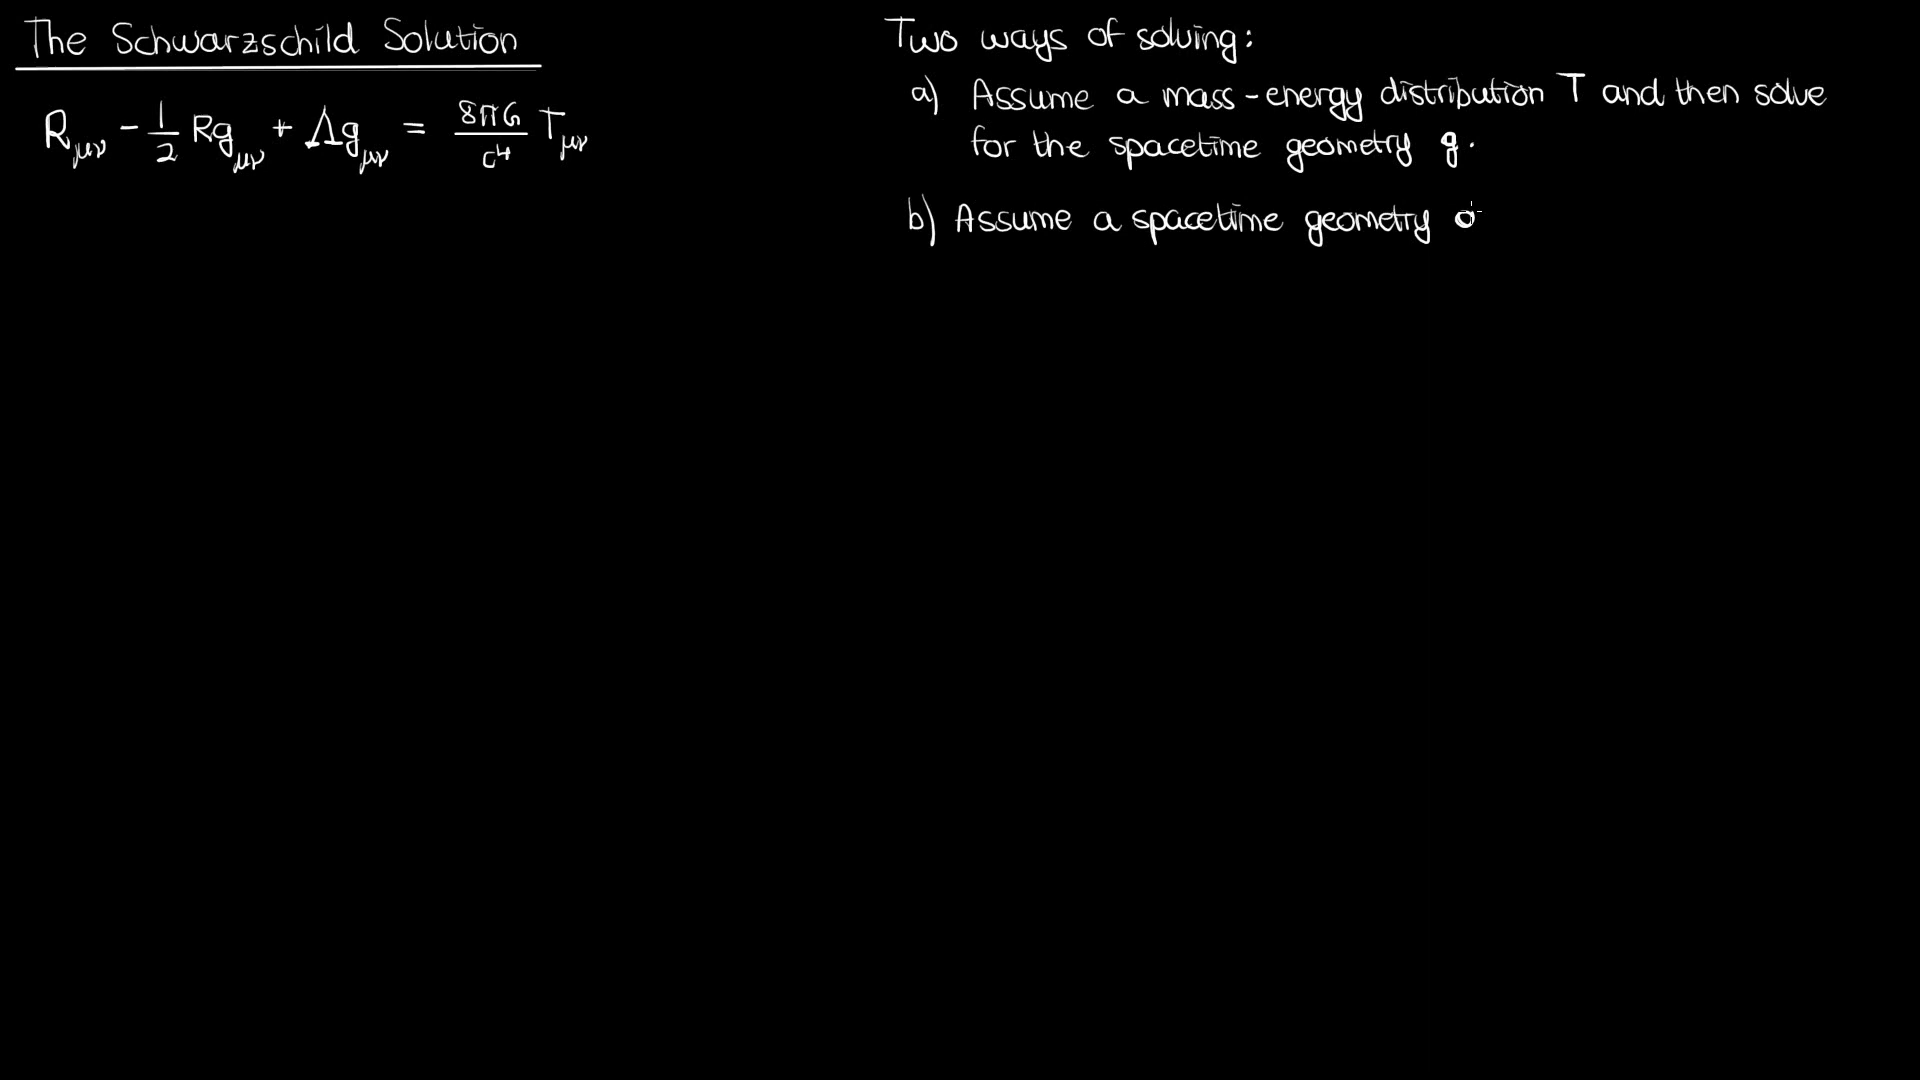 The Schwarzschild Solution
R_μν - 1/2 Rg_μν + Λg_μν = 8πG/c⁴ T_μν
Two ways of solving:
a) Assume a mass-energy distribution T and then solve
for the spacetime geometry g.
b) Assume a spacetime geometry